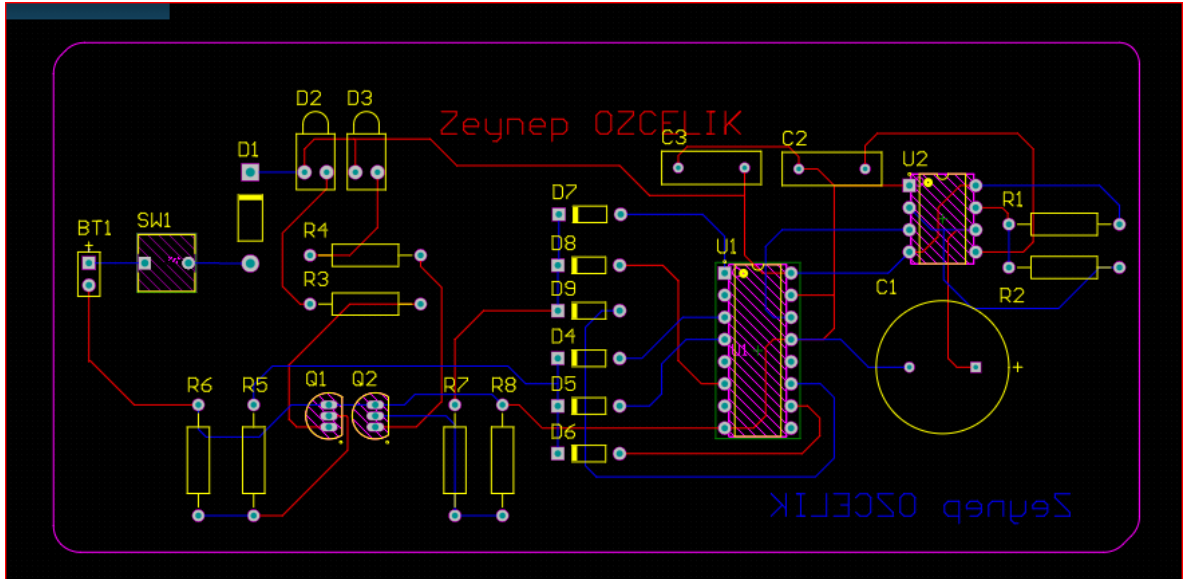 D2 D3
Zeynep OZCELIK
C3 C2
U2
D1
D7
R1
BT1
SW1
R4
D8
U1
+
R3
D9
C1
R2
D4
U1
+
R6 R5 Q1 Q2 R7 R8
D5
D6
Zeynep OZCELIK